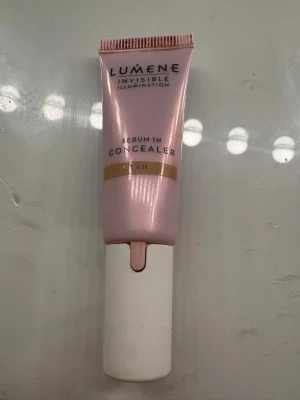 LUMENE
INVISIBLE
ILLUMINATION
SERUM IN
CONCEALER